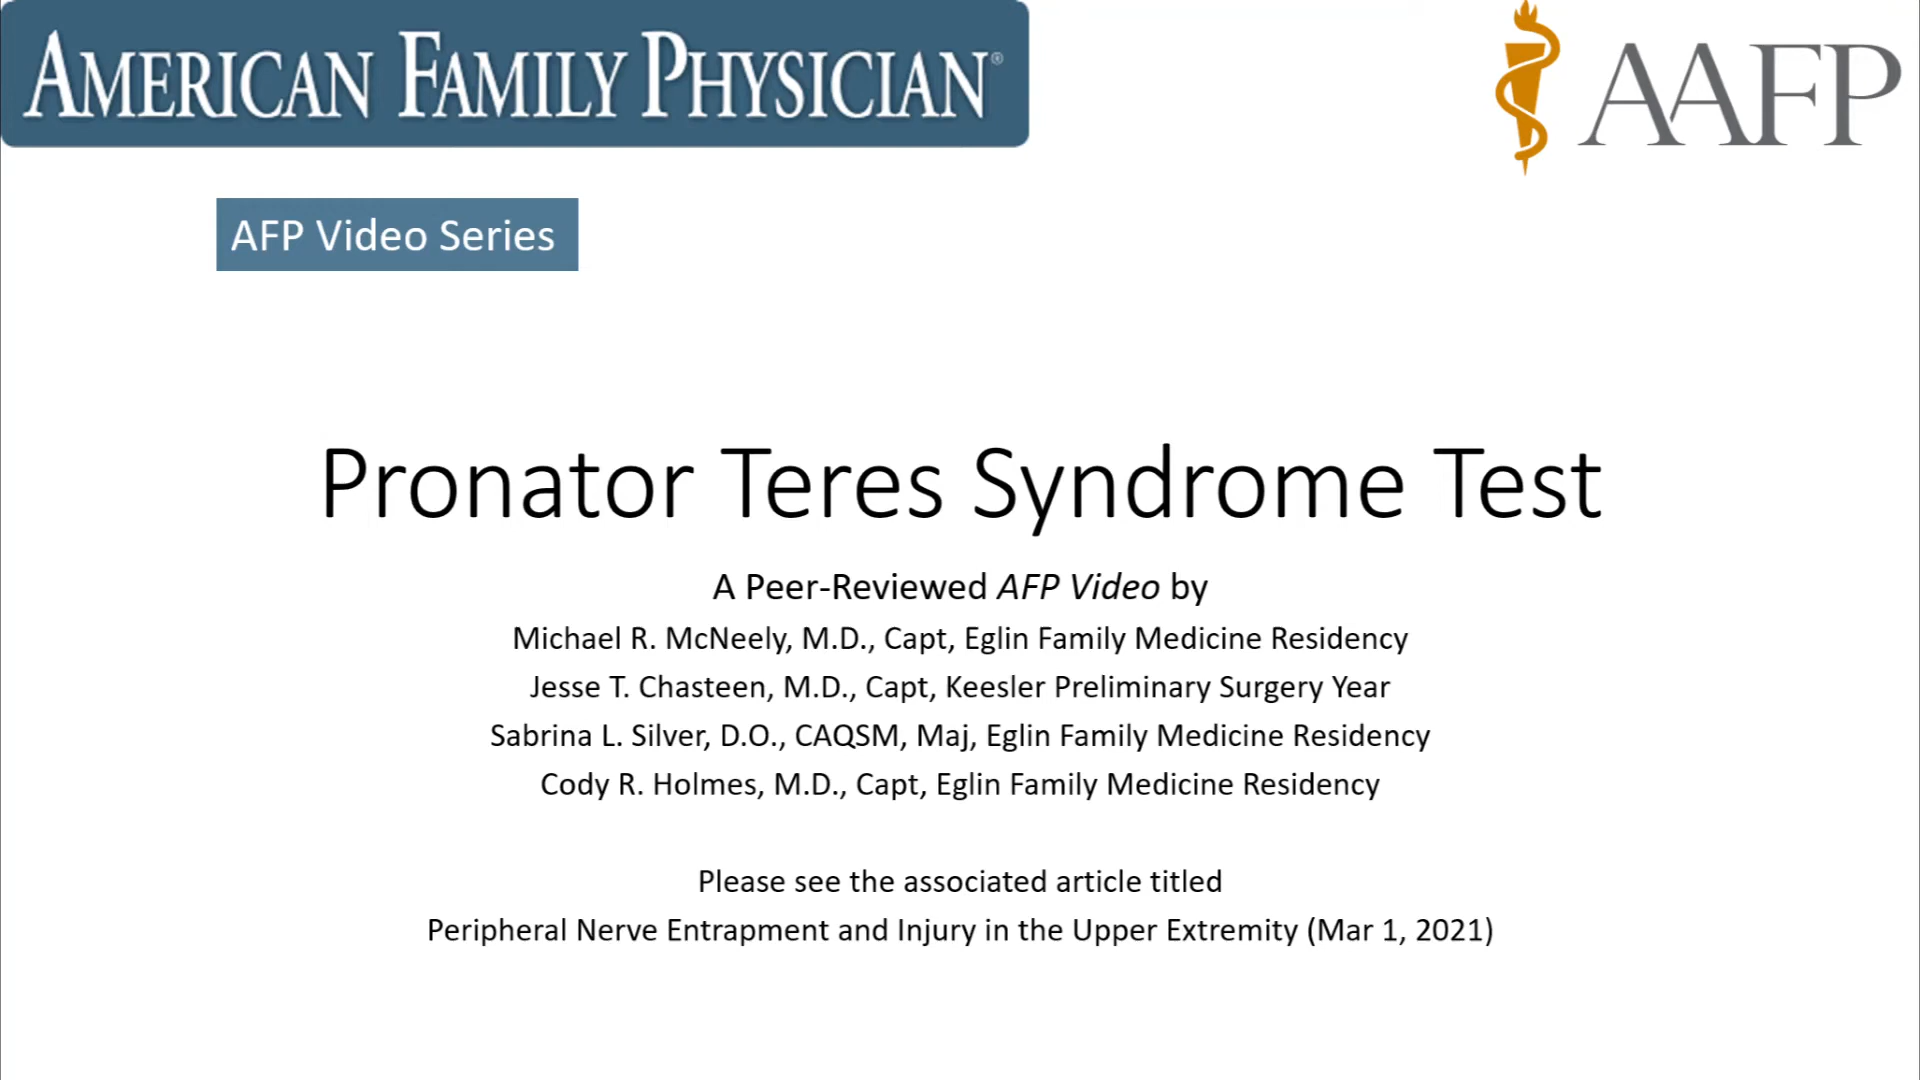 AMERICAN FAMILY PHYSICIAN®
AAFP
AFP Video Series
Pronator Teres Syndrome Test
A Peer-Reviewed AFP Video by
Michael R. McNeely, M.D., Capt, Eglin Family Medicine Residency
Jesse T. Chasteen, M.D., Capt, Keesler Preliminary Surgery Year
Sabrina L. Silver, D.O., CAQSM, Maj, Eglin Family Medicine Residency
Cody R. Holmes, M.D., Capt, Eglin Family Medicine Residency
Please see the associated article titled
Peripheral Nerve Entrapment and Injury in the Upper Extremity (Mar 1, 2021)